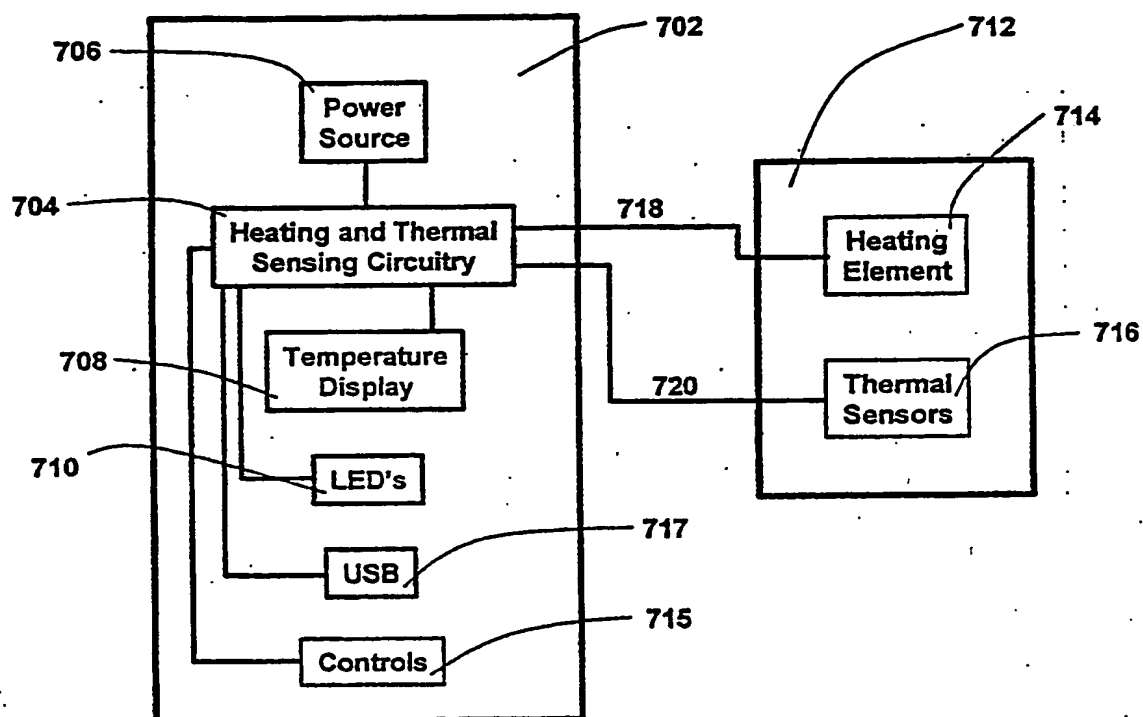 702
712
706
Power
Source
714
704
718
Heating and Thermal
Sensing Circuitry
Heating
Element
716
708
Temperature
Display
720
Thermal
Sensors
710
LED's
717
USB
715
Controls